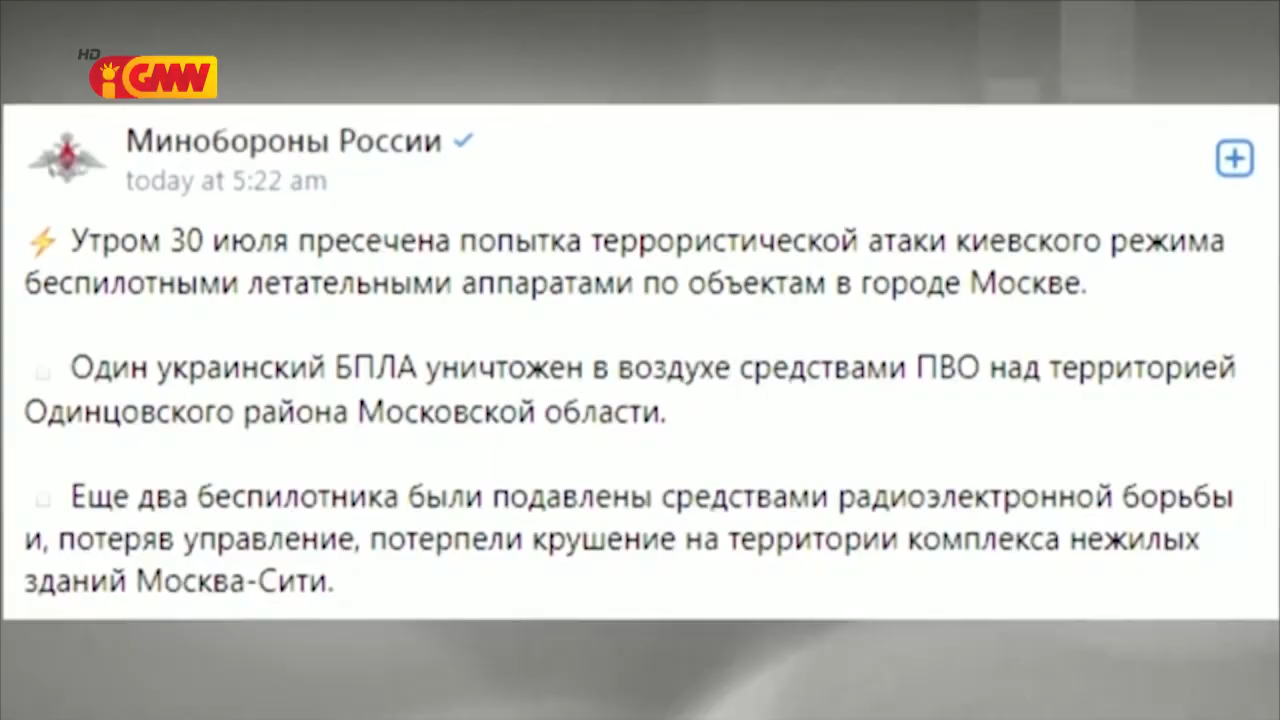 HD
iGMW
Минобороны России
today at 5:22 am
⚡ Утром 30 июля пресечена попытка террористической атаки киевского режима
беспилотными летательными аппаратами по объектам в городе Москве.
Один украинский БПЛА уничтожен в воздухе средствами ПВО над территорией
Одинцовского района Московской области.
Еще два беспилотника были подавлены средствами радиоэлектронной борьбы
и, потеряв управление, потерпели крушение на территории комплекса нежилых
зданий Москва-Сити.